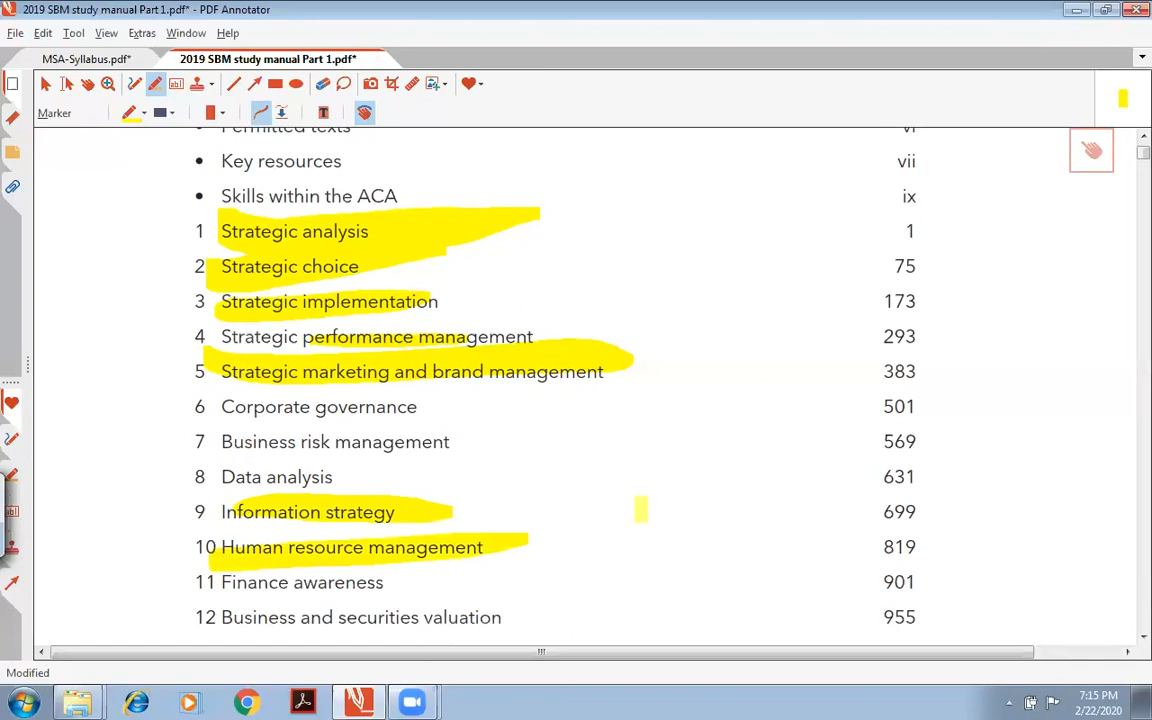 2019 SBM study manual Part 1.pdf* - PDF Annotator
File Edit Tool View Extras Window Help
MSA-Syllabus.pdf* 2019 SBM study manual Part 1.pdf*
Marker
• Permitted texts vi
• Key resources vii
• Skills within the ACA ix
1 Strategic analysis 1
2 Strategic choice 75
3 Strategic implementation 173
4 Strategic performance management 293
5 Strategic marketing and brand management 383
6 Corporate governance 501
7 Business risk management 569
8 Data analysis 631
9 Information strategy 699
10 Human resource management 819
11 Finance awareness 901
12 Business and securities valuation 955
Modified
7:15 PM
2/22/2020